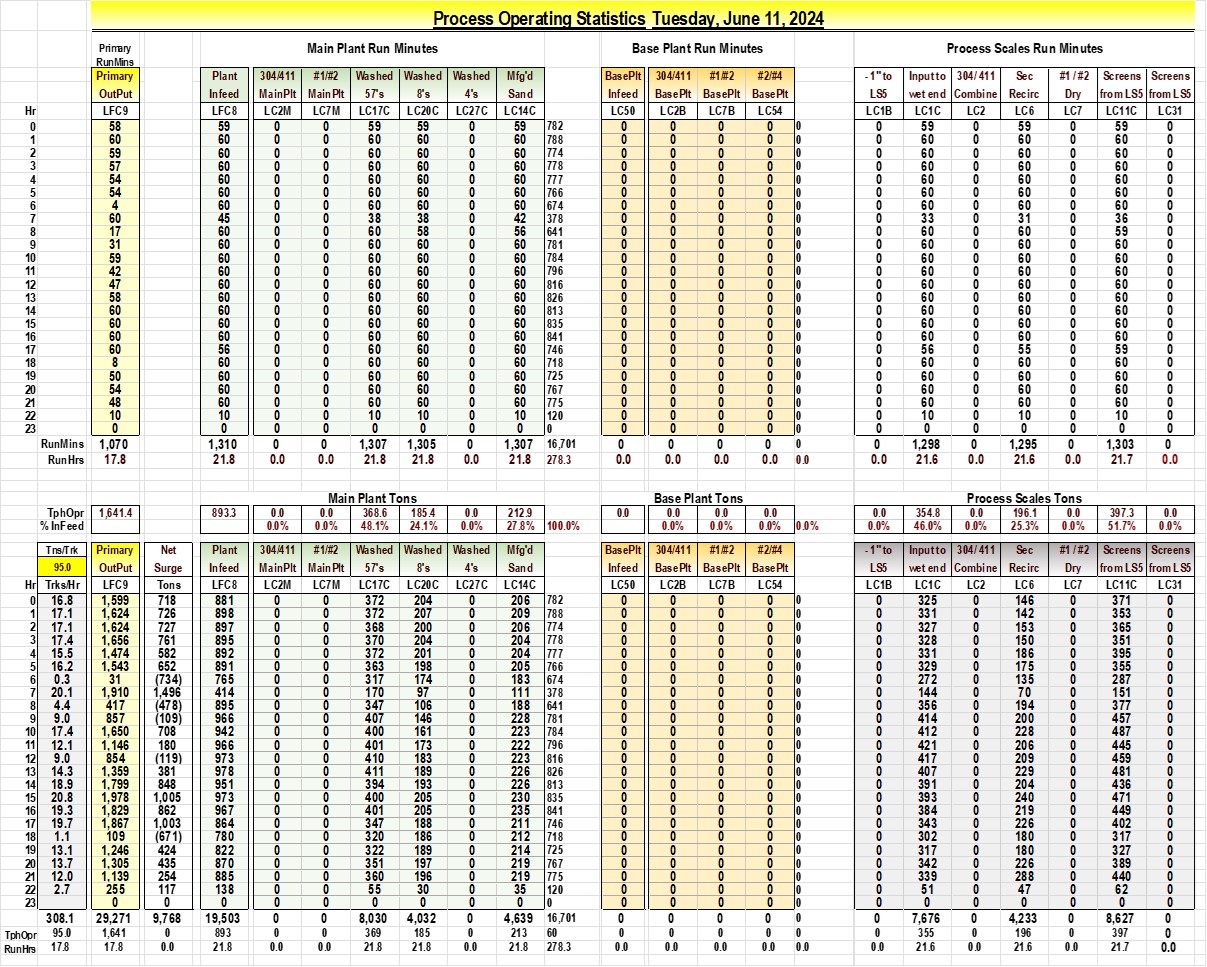 Process Operating Statistics Tuesday, June 11, 2024
Primary Main Plant Run Minutes Base Plant Run Minutes Process Scales Run Minutes
RunMins
Primary Plant 304/411 #1/#2 Washed Washed Washed Mfg'd BasePlt 304/411 #1/#2 #2/#4 - 1" to Input to 304/ 411 Sec #1 / #2 Screens Screens
OutPut Infeed MainPlt MainPlt 57's 8's 4's Sand Infeed BasePlt BasePlt BasePlt LS5 wet end Combine Recirc Dry from LS5 from LS5
Hr LFC9 LFC8 LC2M LC7M LC17C LC20C LC27C LC14C LC50 LC2B LC7B LC54 LC1B LC1C LC2 LC6 LC7 LC11C LC31
0 58 59 0 0 59 59 0 59 782 0 0 0 0 0 0 59 0 59 0 59 0
1 60 60 0 0 60 60 0 60 788 0 0 0 0 0 0 60 0 60 0 60 0
2 59 60 0 0 60 60 0 60 774 0 0 0 0 0 0 60 0 60 0 60 0
3 57 60 0 0 60 60 0 60 778 0 0 0 0 0 0 60 0 60 0 60 0
4 54 60 0 0 60 60 0 60 777 0 0 0 0 0 0 60 0 60 0 60 0
5 54 60 0 0 60 60 0 60 766 0 0 0 0 0 0 60 0 60 0 60 0
6 4 60 0 0 60 60 0 60 674 0 0 0 0 0 0 60 0 60 0 60 0
7 60 45 0 0 38 38 0 42 378 0 0 0 0 0 0 33 0 31 0 36 0
8 17 60 0 0 60 58 0 56 641 0 0 0 0 0 0 60 0 60 0 59 0
9 31 60 0 0 60 60 0 60 781 0 0 0 0 0 0 60 0 60 0 60 0
10 59 60 0 0 60 60 0 60 784 0 0 0 0 0 0 60 0 60 0 60 0
11 42 60 0 0 60 60 0 60 796 0 0 0 0 0 0 60 0 60 0 60 0
12 47 60 0 0 60 60 0 60 816 0 0 0 0 0 0 60 0 60 0 60 0
13 58 60 0 0 60 60 0 60 826 0 0 0 0 0 0 60 0 60 0 60 0
14 60 60 0 0 60 60 0 60 813 0 0 0 0 0 0 60 0 60 0 60 0
15 60 60 0 0 60 60 0 60 835 0 0 0 0 0 0 60 0 60 0 60 0
16 60 60 0 0 60 60 0 60 841 0 0 0 0 0 0 60 0 60 0 60 0
17 60 56 0 0 60 60 0 60 746 0 0 0 0 0 0 56 0 55 0 59 0
18 8 60 0 0 60 60 0 60 718 0 0 0 0 0 0 60 0 60 0 60 0
19 50 60 0 0 60 60 0 60 725 0 0 0 0 0 0 60 0 60 0 60 0
20 54 60 0 0 60 60 0 60 767 0 0 0 0 0 0 60 0 60 0 60 0
21 48 60 0 0 60 60 0 60 775 0 0 0 0 0 0 60 0 60 0 60 0
22 10 10 0 0 10 10 0 10 120 0 0 0 0 0 0 10 0 10 0 10 0
23 0 0 0 0 0 0 0 0 0 0 0 0 0 0 0 0 0 0 0 0 0
RunMins 1,070 1,310 0 0 1,307 1,305 0 1,307 16,701 0 0 0 0 0 0 1,298 0 1,295 0 1,303 0
RunHrs 17.8 21.8 0.0 0.0 21.8 21.8 0.0 21.8 278.3 0.0 0.0 0.0 0.0 0.0 0.0 21.6 0.0 21.6 0.0 21.7 0.0
Main Plant Tons Base Plant Tons Process Scales Tons
TphOpr 1,641.4 893.3 0.0 0.0 368.6 185.4 0.0 212.9 0.0 0.0 0.0 0.0 0.0 354.8 0.0 196.1 0.0 397.3 0.0
% InFeed 0.0% 0.0% 48.1% 24.1% 0.0% 27.8% 100.0% 0.0% 0.0% 0.0% 0.0% 0.0% 46.0% 0.0% 25.3% 0.0% 51.7% 0.0%
Tns/Trk Primary Net Plant 304/411 #1/#2 Washed Washed Washed Mfg'd BasePlt 304/411 #1/#2 #2/#4 - 1" to Input to 304/ 411 Sec #1 / #2 Screens Screens
95.0 OutPut Surge Infeed MainPlt MainPlt 57's 8's 4's Sand Infeed BasePlt BasePlt BasePlt LS5 wet end Combine Recirc Dry from LS5 from LS5
Hr Trks/Hr LFC9 Tons LFC8 LC2M LC7M LC17C LC20C LC27C LC14C LC50 LC2B LC7B LC54 LC1B LC1C LC2 LC6 LC7 LC11C LC31
0 16.8 1,599 718 881 0 0 372 204 0 206 782 0 0 0 0 0 0 325 0 146 0 371 0
1 17.1 1,624 726 898 0 0 372 207 0 209 788 0 0 0 0 0 0 331 0 142 0 353 0
2 17.1 1,624 727 897 0 0 368 200 0 206 774 0 0 0 0 0 0 327 0 153 0 365 0
3 17.4 1,656 761 895 0 0 370 204 0 204 778 0 0 0 0 0 0 328 0 150 0 351 0
4 15.5 1,474 582 892 0 0 372 201 0 204 777 0 0 0 0 0 0 331 0 186 0 395 0
5 16.2 1,543 652 891 0 0 363 198 0 205 766 0 0 0 0 0 0 329 0 175 0 355 0
6 0.3 31 (734) 765 0 0 317 174 0 183 674 0 0 0 0 0 0 272 0 135 0 287 0
7 20.1 1,910 1,496 414 0 0 170 97 0 111 378 0 0 0 0 0 0 144 0 70 0 151 0
8 4.4 417 (478) 895 0 0 347 106 0 188 641 0 0 0 0 0 0 356 0 194 0 377 0
9 9.0 857 (109) 966 0 0 407 146 0 228 781 0 0 0 0 0 0 414 0 200 0 457 0
10 17.4 1,650 708 942 0 0 400 161 0 223 784 0 0 0 0 0 0 412 0 228 0 487 0
11 12.1 1,146 180 966 0 0 401 173 0 222 796 0 0 0 0 0 0 421 0 206 0 445 0
12 9.0 854 (119) 973 0 0 410 183 0 223 816 0 0 0 0 0 0 417 0 209 0 459 0
13 14.3 1,359 381 978 0 0 411 189 0 226 826 0 0 0 0 0 0 407 0 229 0 481 0
14 18.9 1,799 848 951 0 0 394 193 0 226 813 0 0 0 0 0 0 391 0 204 0 436 0
15 20.8 1,978 1,005 973 0 0 400 205 0 230 835 0 0 0 0 0 0 393 0 240 0 471 0
16 19.3 1,829 862 967 0 0 401 205 0 235 841 0 0 0 0 0 0 384 0 219 0 449 0
17 19.7 1,867 1,003 864 0 0 347 188 0 211 746 0 0 0 0 0 0 343 0 226 0 402 0
18 1.1 109 (671) 780 0 0 320 186 0 212 718 0 0 0 0 0 0 302 0 180 0 317 0
19 13.1 1,246 424 822 0 0 322 189 0 214 725 0 0 0 0 0 0 317 0 180 0 327 0
20 13.7 1,305 435 870 0 0 351 197 0 219 767 0 0 0 0 0 0 342 0 226 0 389 0
21 12.0 1,139 254 885 0 0 360 196 0 219 775 0 0 0 0 0 0 339 0 288 0 440 0
22 2.7 255 117 138 0 0 55 30 0 35 120 0 0 0 0 0 0 51 0 47 0 62 0
23 0 0 0 0 0 0 0 0 0 0 0 0 0 0 0 0 0 0 0 0 0 0
308.1 29,271 9,768 19,503 0 0 8,030 4,032 0 4,639 16,701 0 0 0 0 0 0 7,676 0 4,233 0 8,627 0
TphOpr 95.0 1,641 0 893 0 0 369 185 0 213 60 0 0 0 0 0 0 355 0 196 0 397 0
RunHrs 17.8 17.8 0.0 21.8 0.0 0.0 21.8 21.8 0.0 21.8 278.3 0.0 0.0 0.0 0.0 0.0 0.0 21.6 0.0 21.6 0.0 21.7 0.0